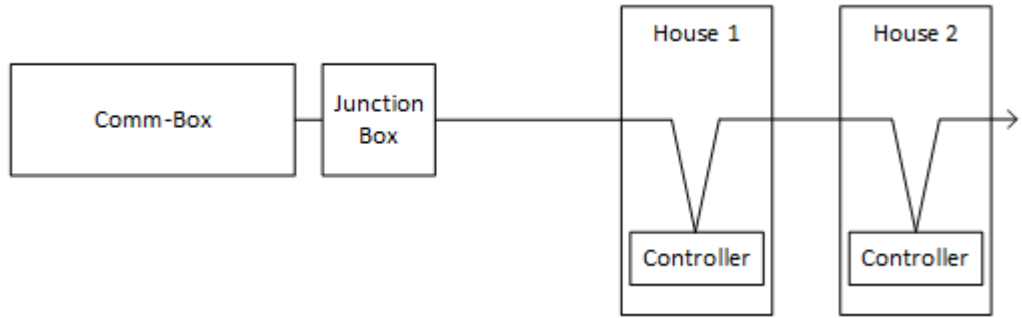 House 1
House 2
Comm-Box
Junction
Box
Controller
Controller